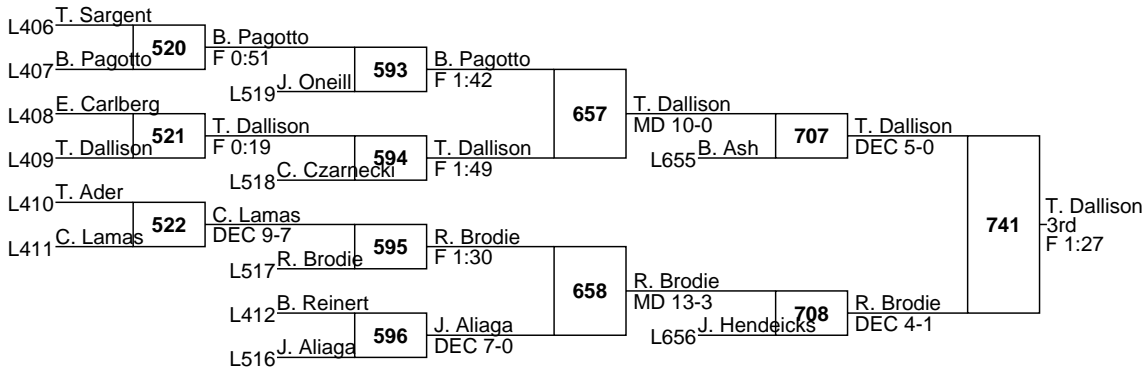 L406 T. Sargent
520
L407 B. Pagotto
B. Pagotto
F 0:51
593
L519 J. Oneill
B. Pagotto
F 1:42
L408 E. Carlberg
521
L409 T. Dallison
T. Dallison
F 0:19
594
L518 C. Czarnecki
T. Dallison
F 1:49
657
T. Dallison
MD 10-0
707
L655 B. Ash
T. Dallison
DEC 5-0
L410 T. Ader
522
L411 C. Lamas
C. Lamas
DEC 9-7
595
L517 R. Brodie
R. Brodie
F 1:30
L412 B. Reinert
596
L516 J. Aliaga
J. Aliaga
DEC 7-0
658
R. Brodie
MD 13-3
708
L656 J. Hendeicks
R. Brodie
DEC 4-1
741
T. Dallison
3rd
F 1:27